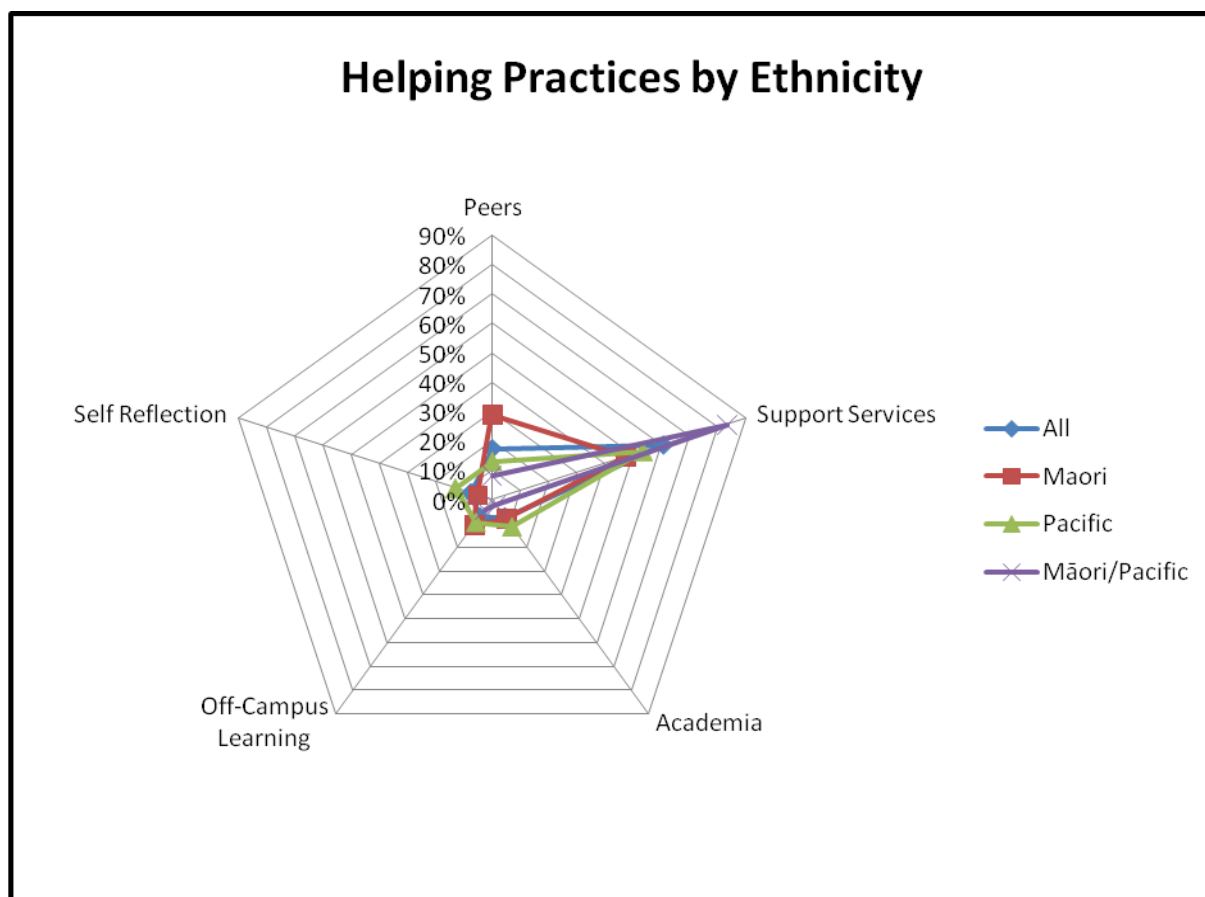 Helping Practices by Ethnicity
Peers
90%
80%
70%
60%
50%
40%
30%
20%
10%
0%
Self Reflection
Support Services
Off-Campus
Learning
Academia
All
Maori
Pacific
Māori/Pacific